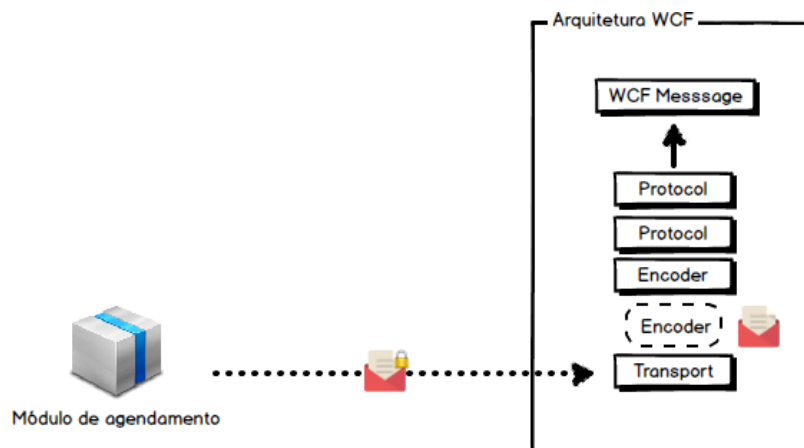 Arquitetura WCF
WCF Messsage
Protocol
Protocol
Encoder
Encoder
Transport
Módulo de agendamento